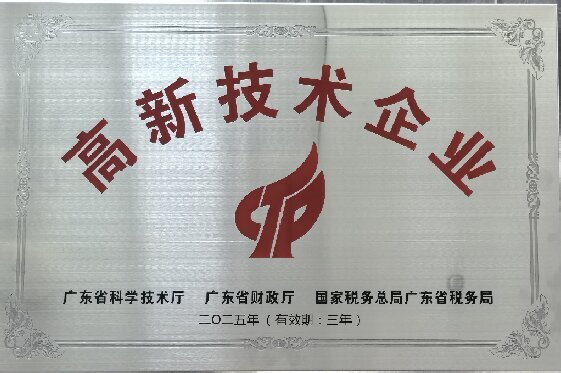 高新技术企业
广东省科学技术厅 广东省财政厅 国家税务总局广东省税务局
二〇二五年（有效期：三年）